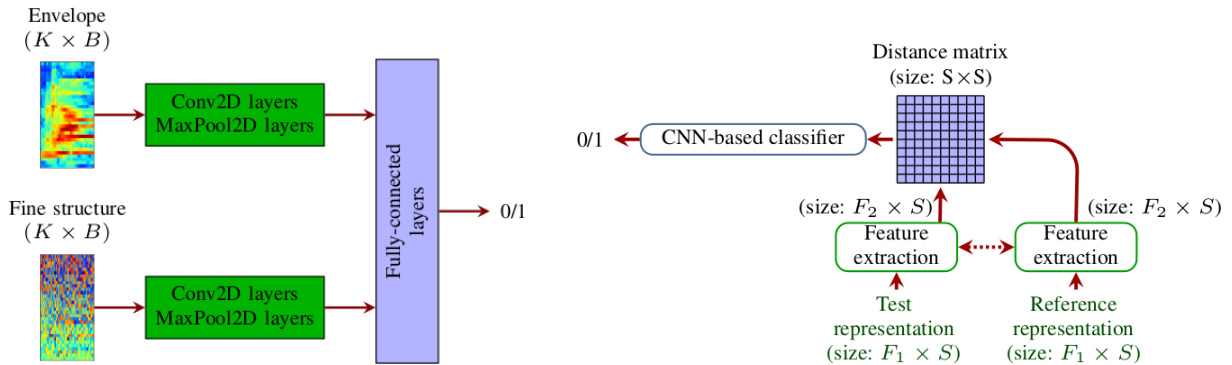 Envelope
(K × B)
Conv2D layers
MaxPool2D layers
Fine structure
(K × B)
Conv2D layers
MaxPool2D layers
Fully-connected
layers
0/1
Distance matrix
(size: S×S)
0/1
CNN-based classifier
(size: F₂ × S)
(size: F₂ × S)
Feature
extraction
Feature
extraction
Test
representation
(size: F₁ × S)
Reference
representation
(size: F₁ × S)